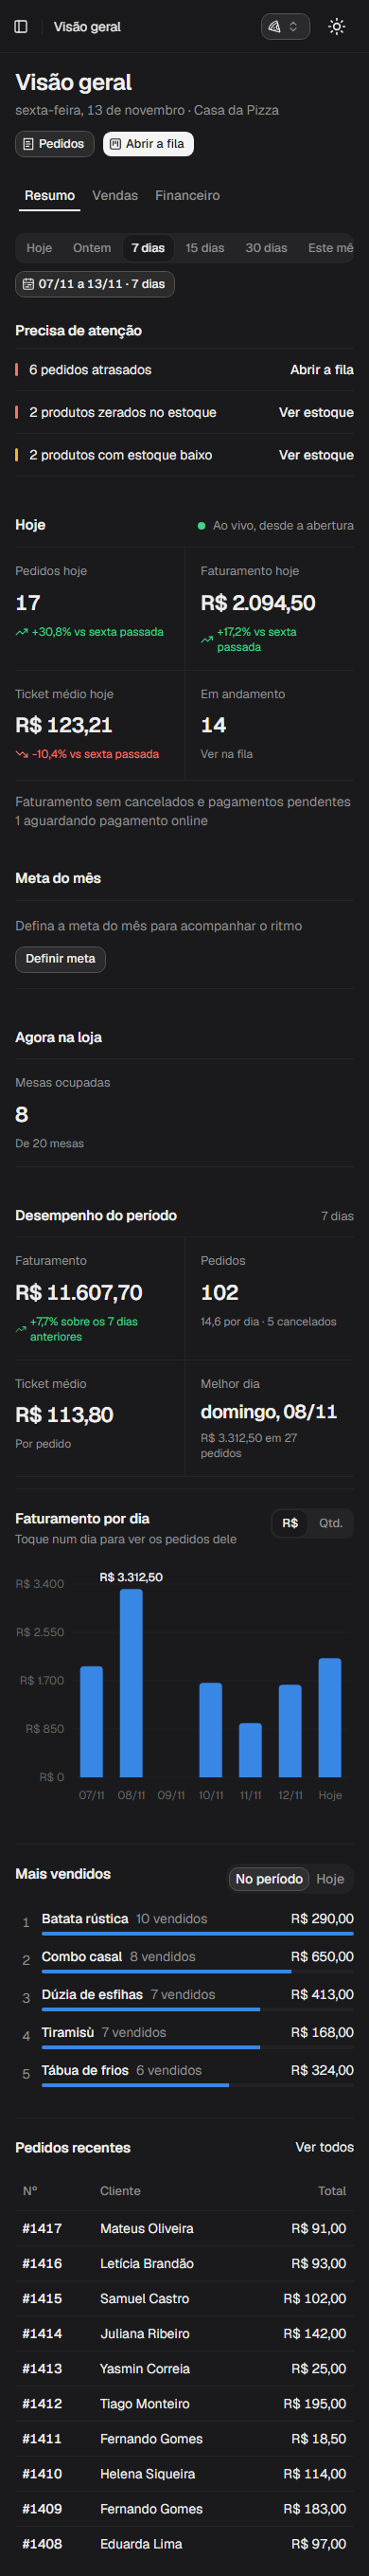 Visão geral
Visão geral
sexta-feira, 13 de novembro · Casa da Pizza
Pedidos
Abrir a fila
Resumo Vendas Financeiro
Hoje Ontem 7 dias 15 dias 30 dias Este mê
07/11 a 13/11 · 7 dias
Precisa de atenção
6 pedidos atrasados Abrir a fila
2 produtos zerados no estoque Ver estoque
2 produtos com estoque baixo Ver estoque
Hoje Ao vivo, desde a abertura
Pedidos hoje
17
+30,8% vs sexta passada
Faturamento hoje
R$ 2.094,50
+17,2% vs sexta
passada
Ticket médio hoje
R$ 123,21
-10,4% vs sexta passada
Em andamento
14
Ver na fila
Faturamento sem cancelados e pagamentos pendentes
1 aguardando pagamento online
Meta do mês
Defina a meta do mês para acompanhar o ritmo
Definir meta
Agora na loja
Mesas ocupadas
8
De 20 mesas
Desempenho do período 7 dias
Faturamento
R$ 11.607,70
+7,7% sobre os 7 dias
anteriores
Pedidos
102
14,6 por dia · 5 cancelados
Ticket médio
R$ 113,80
Por pedido
Melhor dia
domingo, 08/11
R$ 3.312,50 em 27
pedidos
Faturamento por dia
Toque num dia para ver os pedidos dele
R$ Qtd.
R$ 3.312,50
R$ 3.400
R$ 2.550
R$ 1.700
R$ 850
R$ 0
07/11 08/11 09/11 10/11 11/11 12/11 Hoje
Mais vendidos No período Hoje
1 Batata rústica 10 vendidos R$ 290,00
2 Combo casal 8 vendidos R$ 650,00
3 Dúzia de esfihas 7 vendidos R$ 413,00
4 Tiramisù 7 vendidos R$ 168,00
5 Tábua de frios 6 vendidos R$ 324,00
Pedidos recentes Ver todos
Nº Cliente Total
#1417 Mateus Oliveira R$ 91,00
#1416 Letícia Brandão R$ 93,00
#1415 Samuel Castro R$ 102,00
#1414 Juliana Ribeiro R$ 142,00
#1413 Yasmin Correia R$ 25,00
#1412 Tiago Monteiro R$ 195,00
#1411 Fernando Gomes R$ 18,50
#1410 Helena Siqueira R$ 114,00
#1409 Fernando Gomes R$ 183,00
#1408 Eduarda Lima R$ 97,00